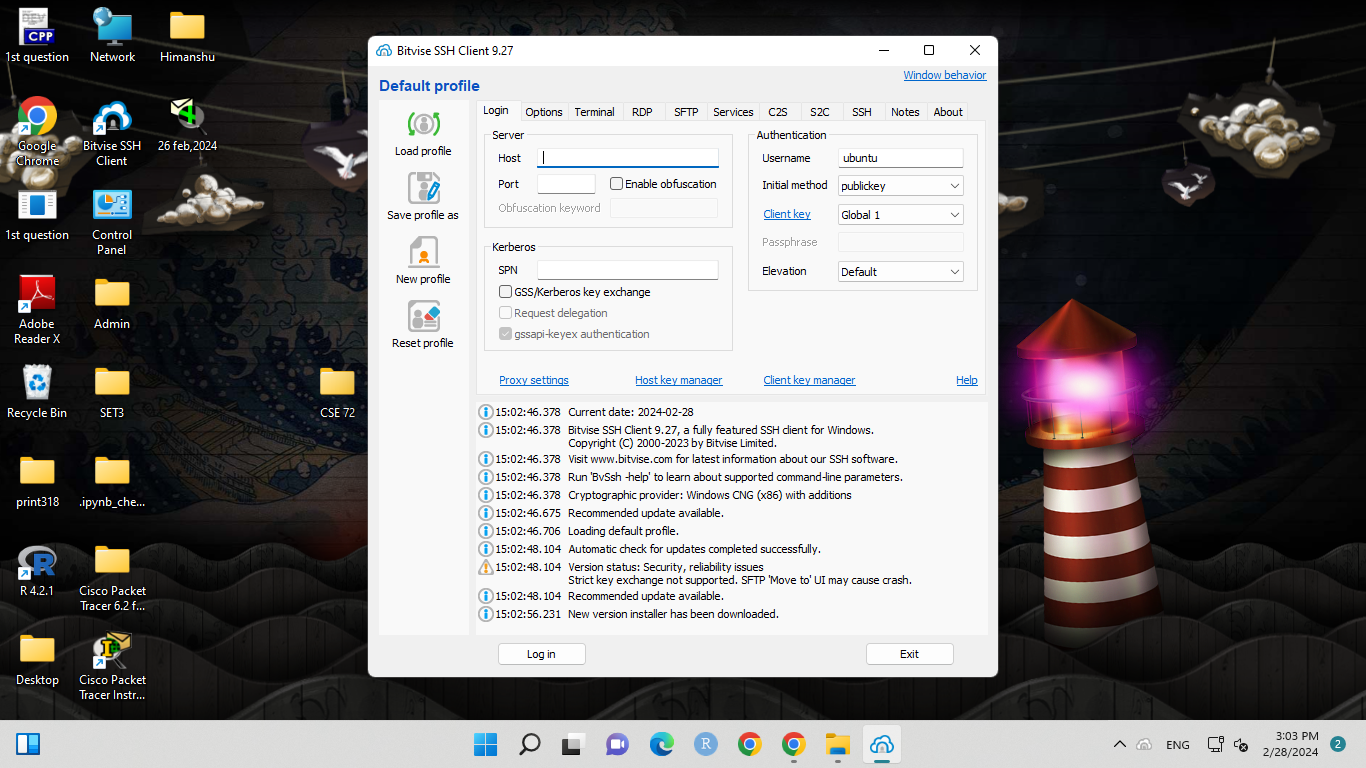 DEV
CPP
1st question
Network
Himanshu
Google
Chrome
Bitvise SSH
Client
26 feb,2024
1st question
Control
Panel
Adobe
Reader X
Admin
Recycle Bin
SET3
CSE 72
print318
.ipynb_che...
R 4.2.1
Cisco Packet
Tracer 6.2 f...
Desktop
Cisco Packet
Tracer Instr...
Bitvise SSH Client 9.27
Default profile
Window behavior
Load profile
Save profile as
New profile
Reset profile
Login Options Terminal RDP SFTP Services C2S S2C SSH Notes About
Server
Host
Port Enable obfuscation
Obfuscation keyword
Kerberos
SPN
GSS/Kerberos key exchange
Request delegation
gssapi-keyex authentication
Authentication
Username ubuntu
Initial method publickey
Client key Global 1
Passphrase
Elevation Default
Proxy settings Host key manager Client key manager Help
15:02:46.378 Current date: 2024-02-28
15:02:46.378 Bitvise SSH Client 9.27, a fully featured SSH client for Windows.
Copyright (C) 2000-2023 by Bitvise Limited.
15:02:46.378 Visit www.bitvise.com for latest information about our SSH software.
15:02:46.378 Run 'BvSsh -help' to learn about supported command-line parameters.
15:02:46.378 Cryptographic provider: Windows CNG (x86) with additions
15:02:46.675 Recommended update available.
15:02:46.706 Loading default profile.
15:02:48.104 Automatic check for updates completed successfully.
15:02:48.104 Version status: Security, reliability issues
Strict key exchange not supported. SFTP 'Move to' UI may cause crash.
15:02:48.104 Recommended update available.
15:02:56.231 New version installer has been downloaded.
Log in Exit
R
ENG
3:03 PM
2/28/2024
2